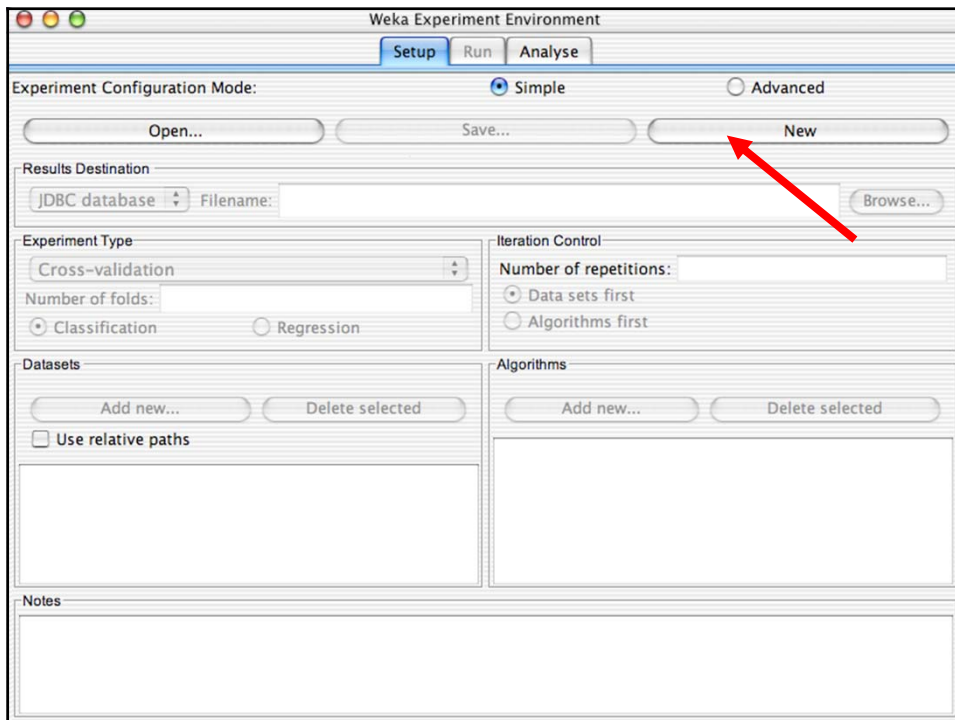 Weka Experiment Environment
Setup Run Analyse
Experiment Configuration Mode: Simple Advanced
Open... Save... New
Results Destination
JDBC database Filename: Browse...
Experiment Type Iteration Control
Cross-validation Number of repetitions:
Number of folds: Data sets first
Classification Regression Algorithms first
Datasets Algorithms
Add new... Delete selected Add new... Delete selected
Use relative paths
Notes